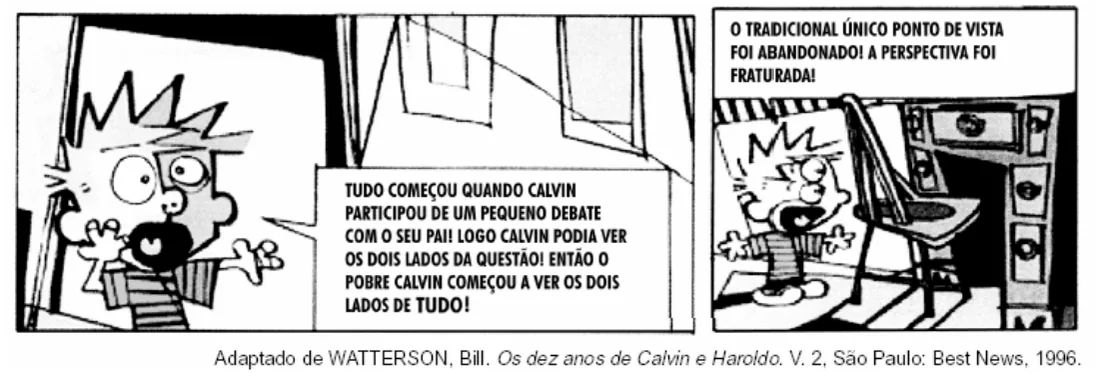 TUDO COMEÇOU QUANDO CALVIN
PARTICIPOU DE UM PEQUENO DEBATE
COM O SEU PAI! LOGO CALVIN PODIA VER
OS DOIS LADOS DA QUESTÃO! ENTÃO O
POBRE CALVIN COMEÇOU A VER OS DOIS
LADOS DE TUDO!
O TRADICIONAL ÚNICO PONTO DE VISTA
FOI ABANDONADO! A PERSPECTIVA FOI
FRATURADA!
Adaptado de WATTERSON, Bill. Os dez anos de Calvin e Haroldo. V. 2, São Paulo: Best News, 1996.